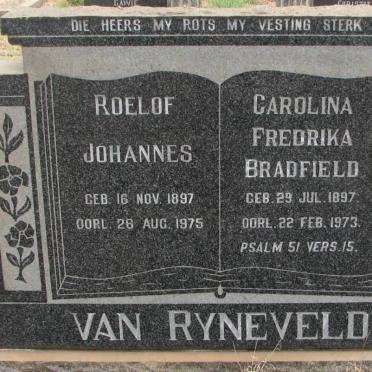 DIE HEERS MY ROTS MY VESTING STERK
ROELOF
JOHANNES
GEB. 16 NOV. 1897
OORL. 26 AUG. 1975
CAROLINA
FREDRIKA
BRADFIELD
GEB. 29 JUL. 1897
OORL. 22 FEB. 1973.
PSALM 51 VERS. 15.
VAN RYNEVELD